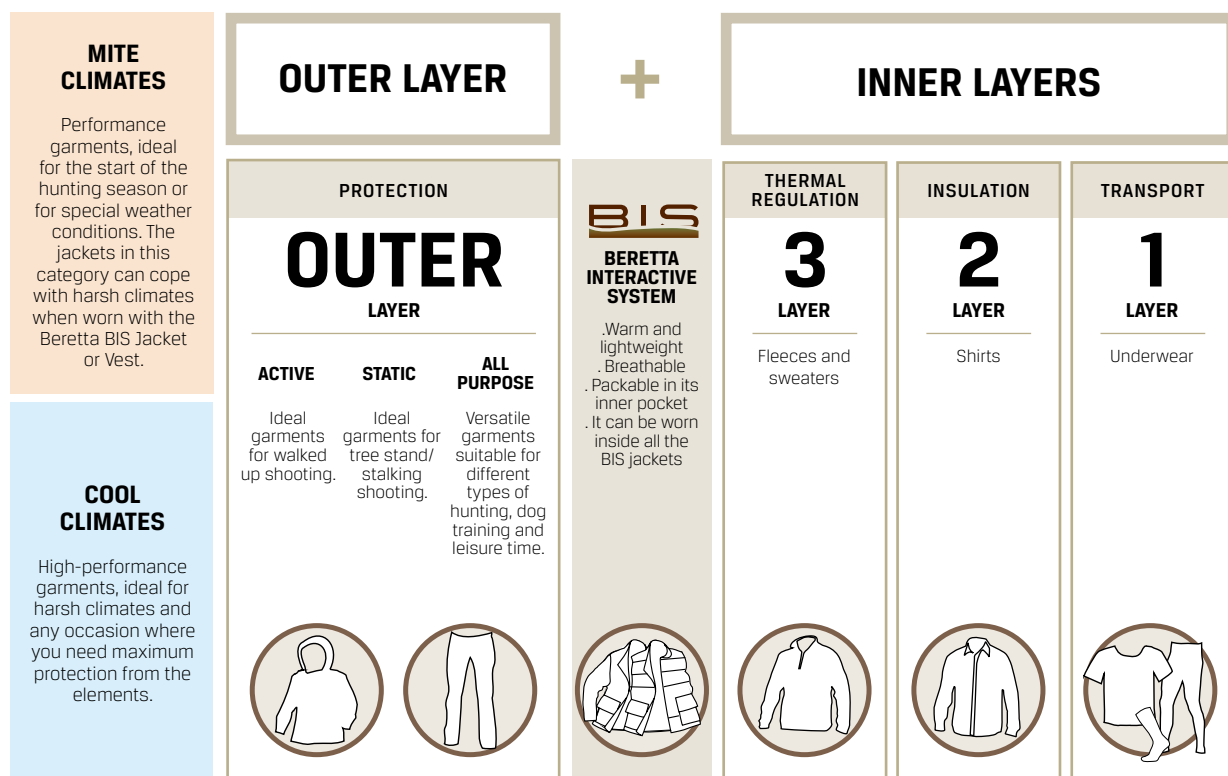 MITE
CLIMATES
Performance
garments, ideal
for the start of the
hunting season or
for special weather
conditions. The
jackets in this
category can cope
with harsh climates
when worn with the
Beretta BIS Jacket
or Vest.
COOL
CLIMATES
High-performance
garments, ideal for
harsh climates and
any occasion where
you need maximum
protection from the
elements.
OUTER LAYER
+
INNER LAYERS
PROTECTION
OUTER
LAYER
ACTIVE
Ideal
garments
for walked
up shooting.
STATIC
Ideal
garments for
tree stand/
stalking
shooting.
ALL
PURPOSE
Versatile
garments
suitable for
different
types of
hunting, dog
training and
leisure time.
BIS
BERETTA
INTERACTIVE
SYSTEM
.Warm and
lightweight
. Breathable
. Packable in its
inner pocket
. It can be worn
inside all the
BIS jackets
THERMAL
REGULATION
3
LAYER
Fleeces and
sweaters
INSULATION
2
LAYER
Shirts
TRANSPORT
1
LAYER
Underwear